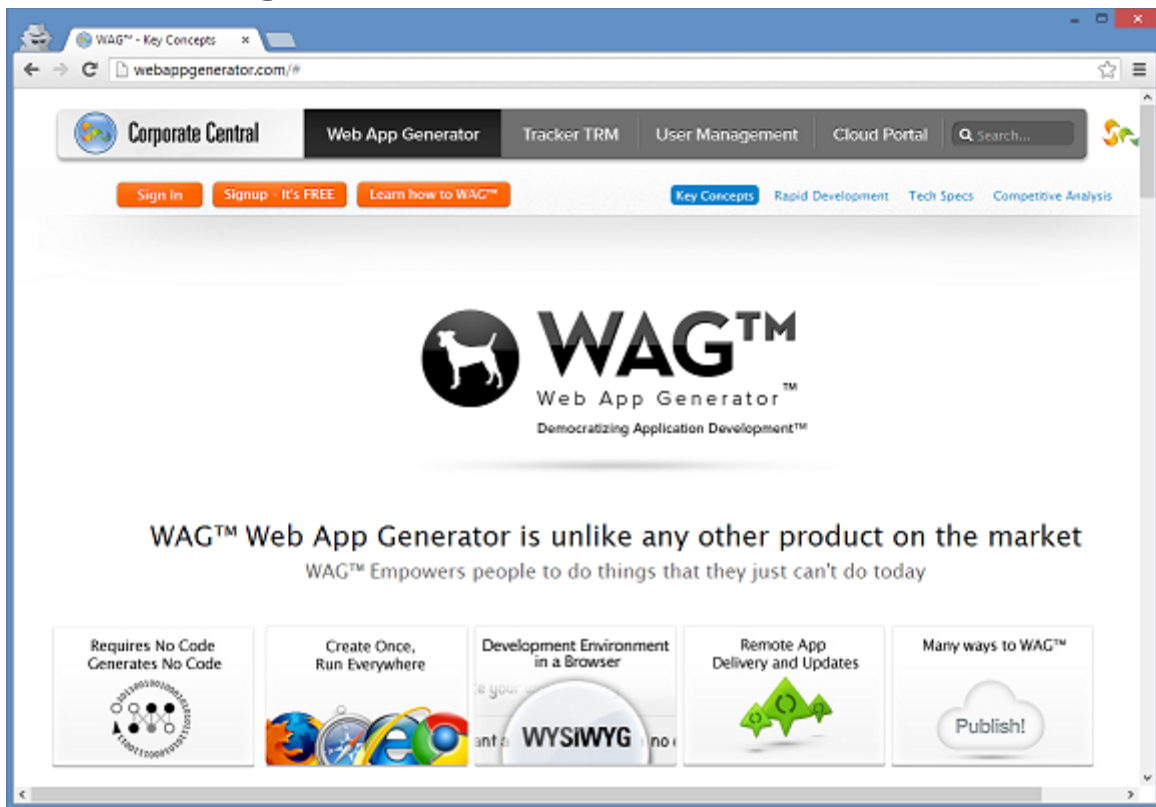 WAG™ - Key Concepts
webappgenerator.com/#
Corporate Central
Web App Generator
Tracker TRM
User Management
Cloud Portal
Search...
Sign In
Signup - It's FREE
Learn how to WAG™
Key Concepts
Rapid Development
Tech Specs
Competitive Analysis
WAG™
Web App Generator™
Democratizing Application Development™
WAG™ Web App Generator is unlike any other product on the market
WAG™ Empowers people to do things that they just can't do today
Requires No Code
Generates No Code
Create Once,
Run Everywhere
Development Environment
in a Browser
WYSIWYG
Remote App
Delivery and Updates
Many ways to WAG™
Publish!